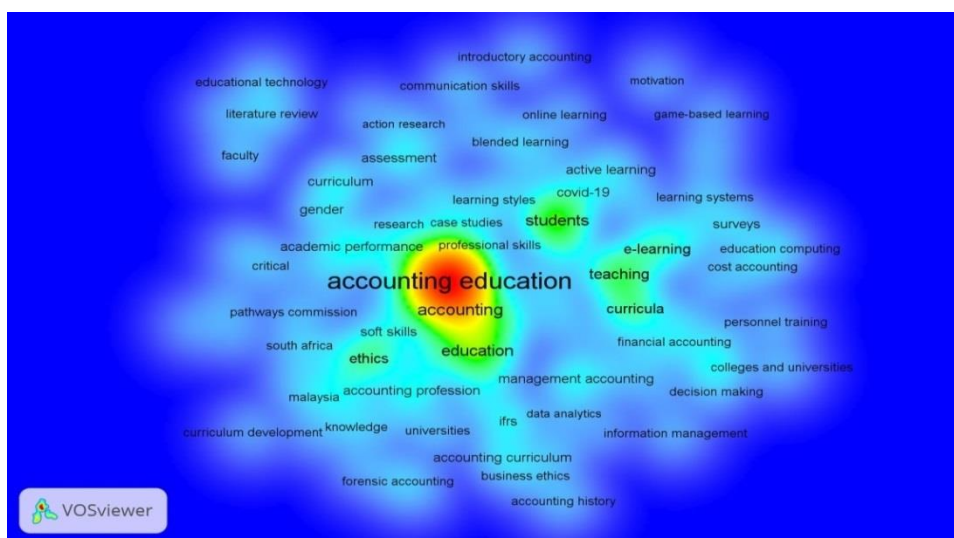 introductory accounting
educational technology
communication skills
motivation
literature review
action research
online learning
game-based learning
faculty
assessment
blended learning
curriculum
active learning
gender
learning styles
covid-19
learning systems
research
case studies
students
surveys
academic performance
professional skills
e-learning
education computing
critical
accounting education
teaching
cost accounting
pathways commission
accounting
curricula
personnel training
south africa
soft skills
ethics
education
financial accounting
colleges and universities
malaysia
accounting profession
management accounting
decision making
curriculum development
knowledge
universities
ifrs
data analytics
information management
accounting curriculum
forensic accounting
business ethics
accounting history
VOSviewer